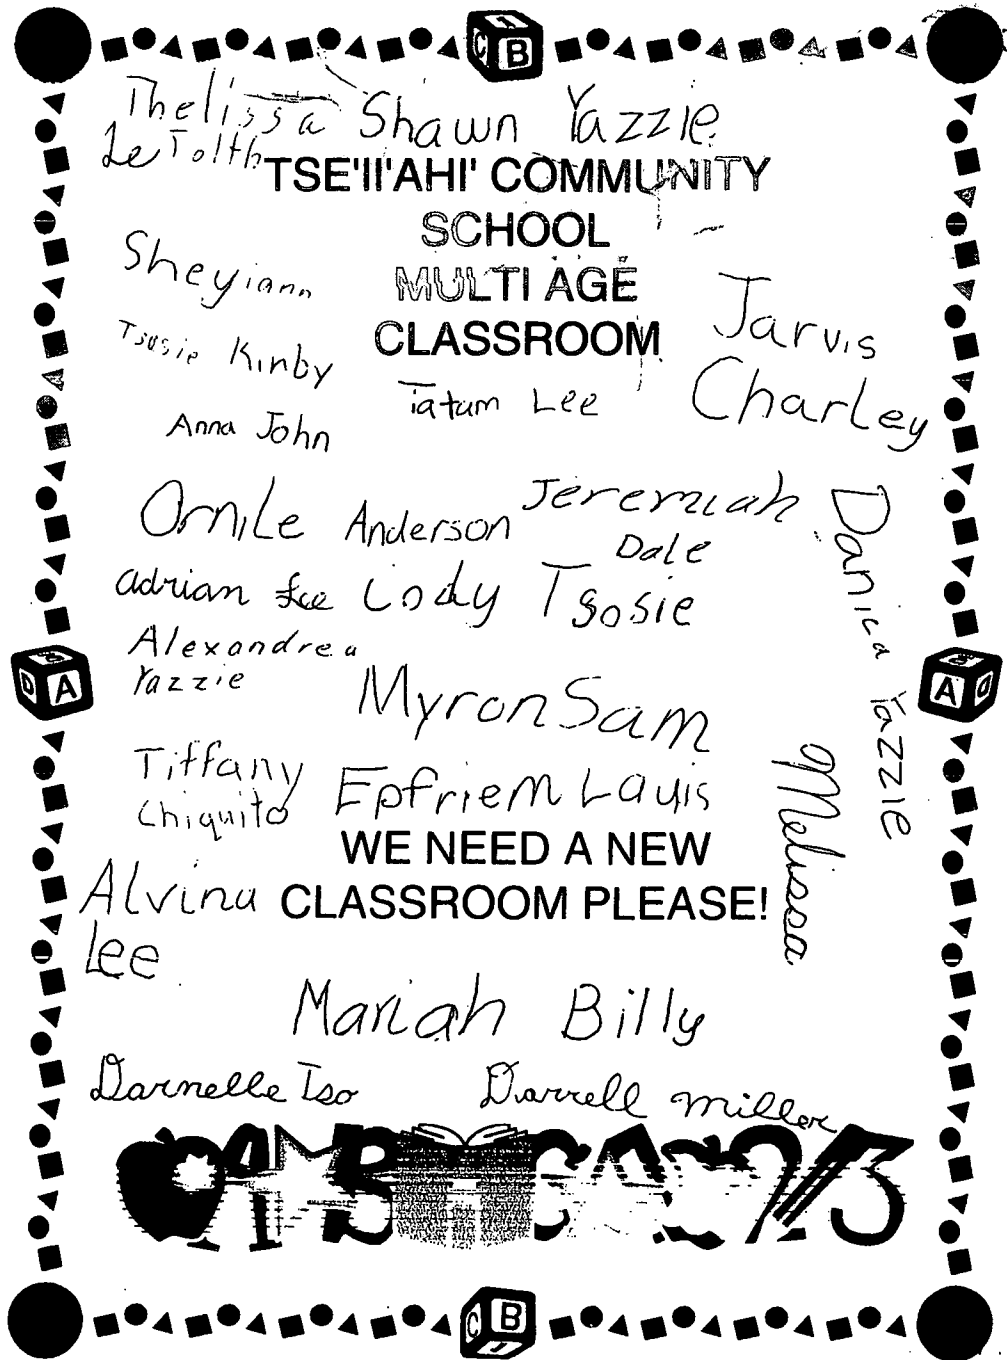 Thelissa Shawn Yazzie
LeTolth
TSE'II'AHI' COMMUNITY
SCHOOL
MULTI AGE
CLASSROOM
Sheyiann
Tsosie Kinby
Jarvis
Charley
Tatum Lee
Anna John
Ornile Anderson Jeremiah
Dale
Danica Yazzie
adrian Lee Cody Tsosie
Alexandrea
Yazzie
Myron Sam
Tiffany
Chiquito
Epfriem Lauis
Melissa
WE NEED A NEW
CLASSROOM PLEASE!
Alvina
Lee
Mariah Billy
Darnelle Tso Darrell Miller
A B C
D A
A D
B C